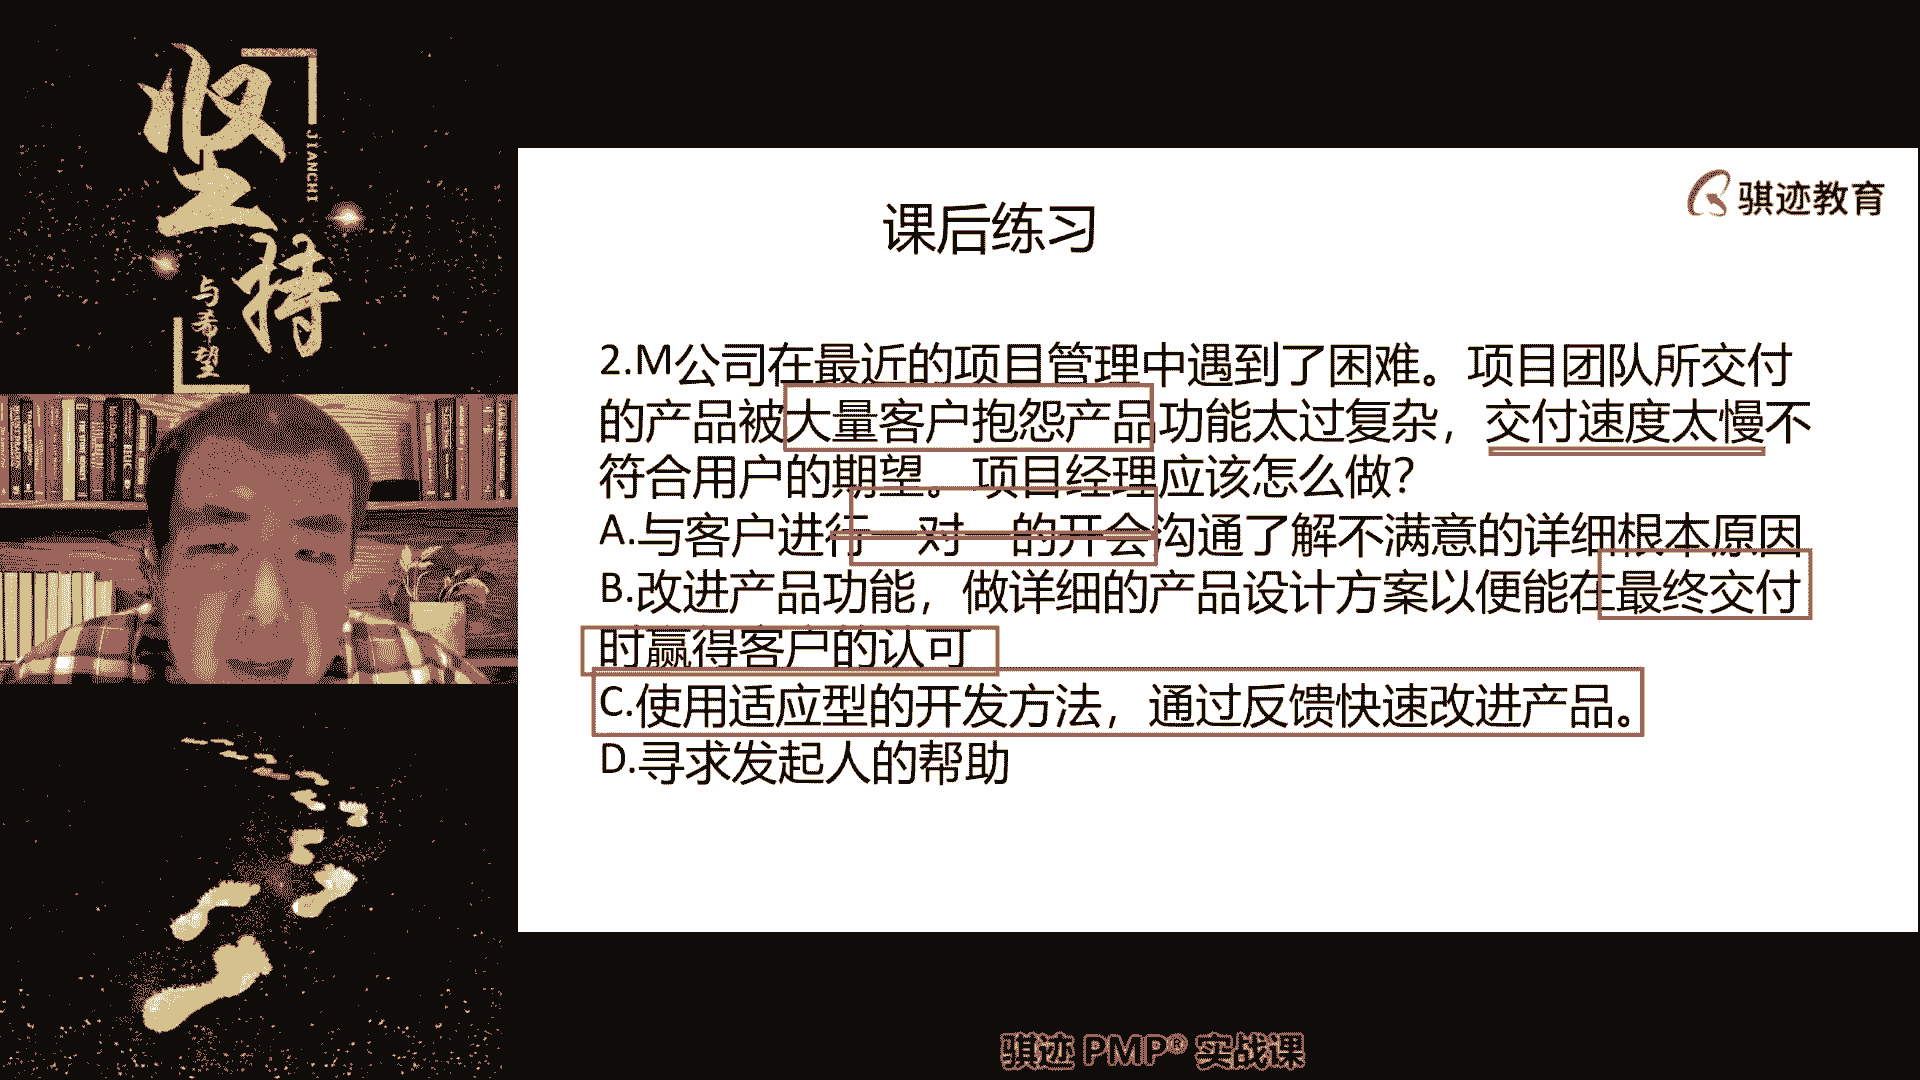 坚持
JIANCHI
与希望
骐迹教育
课后练习
2.M公司在最近的项目管理中遇到了困难。项目团队所交付
的产品被大量客户抱怨产品功能太过复杂，交付速度太慢不
符合用户的期望。项目经理应该怎么做？
A.与客户进行一对一的开会沟通了解不满意的详细根本原因
B.改进产品功能，做详细的产品设计方案以便能在最终交付
时赢得客户的认可
C.使用适应型的开发方法，通过反馈快速改进产品。
D.寻求发起人的帮助
骐迹 PMP® 实战课